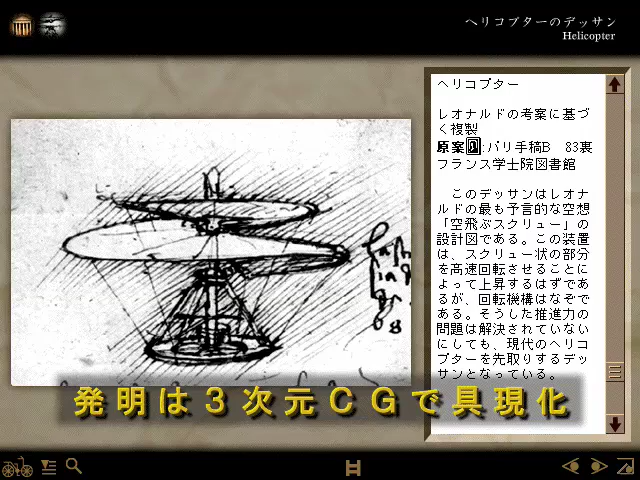 ヘリコプターのデッサン
Helicopter
ヘリコプター
レオナルドの考案に基づ
く複製
原案:パリ手稿B　83裏
フランス学士院図書館
　このデッサンはレオナ
ルドの最も予言的な空想
「空飛ぶスクリュー」の
設計図である。この装置
は、スクリュー状の部分
を高速回転させることに
よって上昇するはずであ
るが、回転機構はなぞで
ある。そうした推進力の
問題は解決されていない
にしても、現代のヘリコ
プターを先取りするデッ
サンとなっている。
発明は３次元ＣＧで具現化